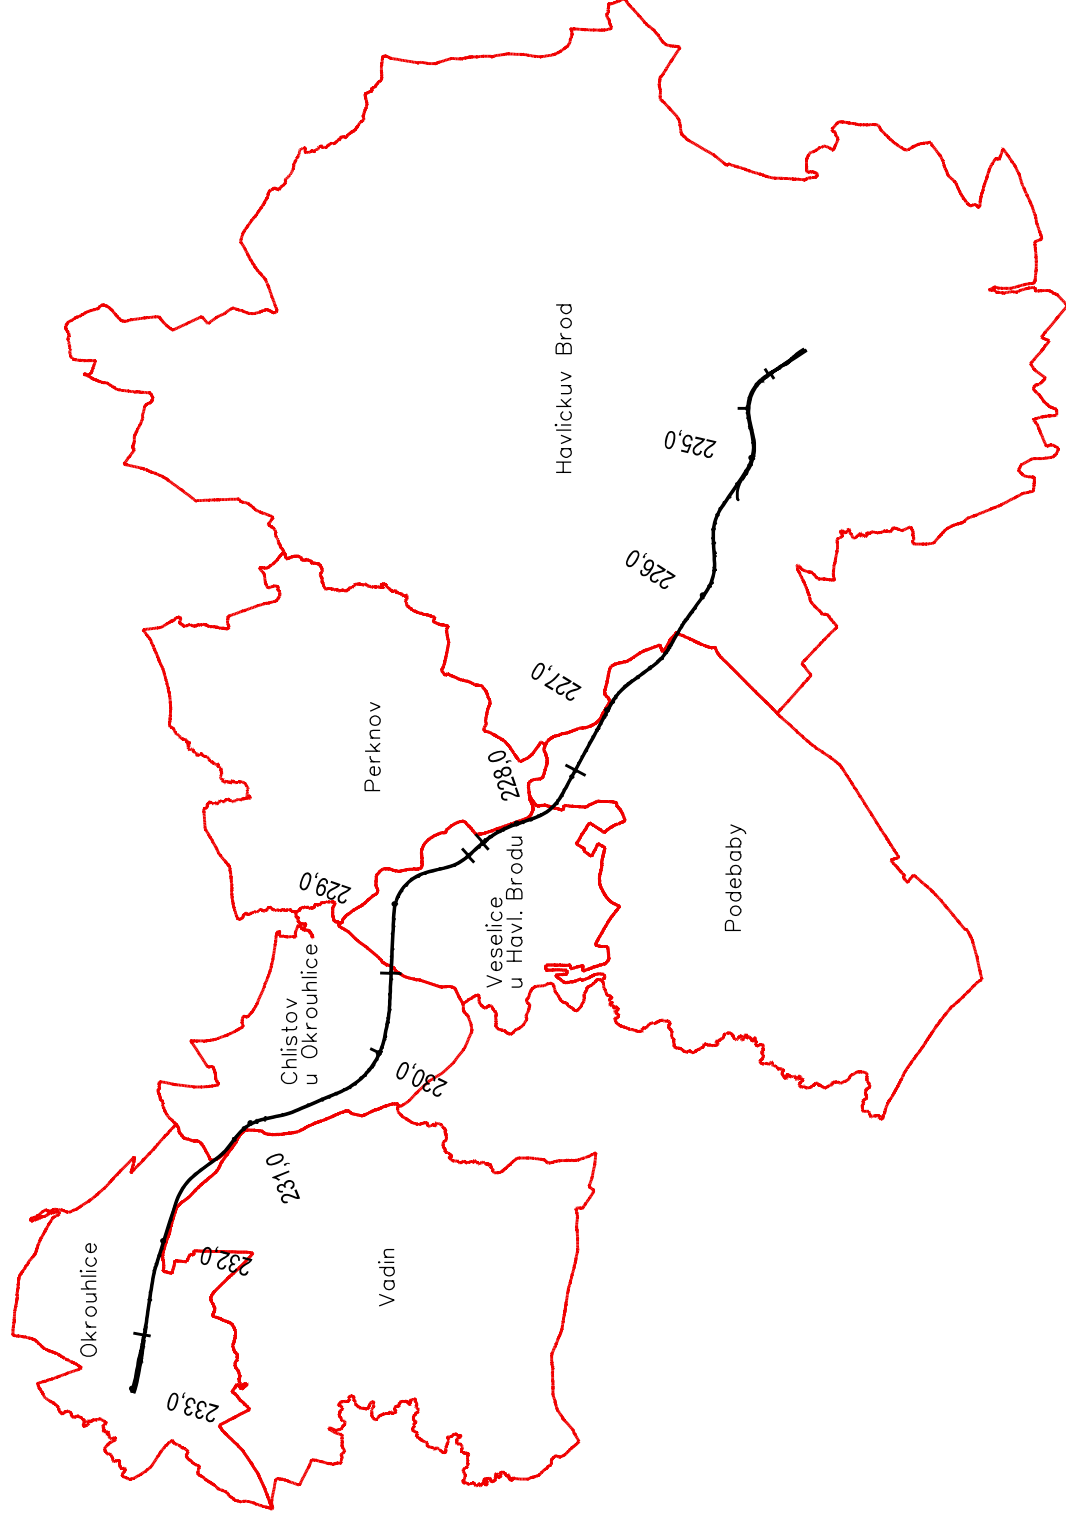 Okrouhlice
233,0
232,0
Vadin
231,0
Chlistov
u Okrouhlice
230,0
229,0
Veselice
u Havl. Brodu
228,0
Perknov
Podebaby
227,0
226,0
225,0
Havlickuv Brod